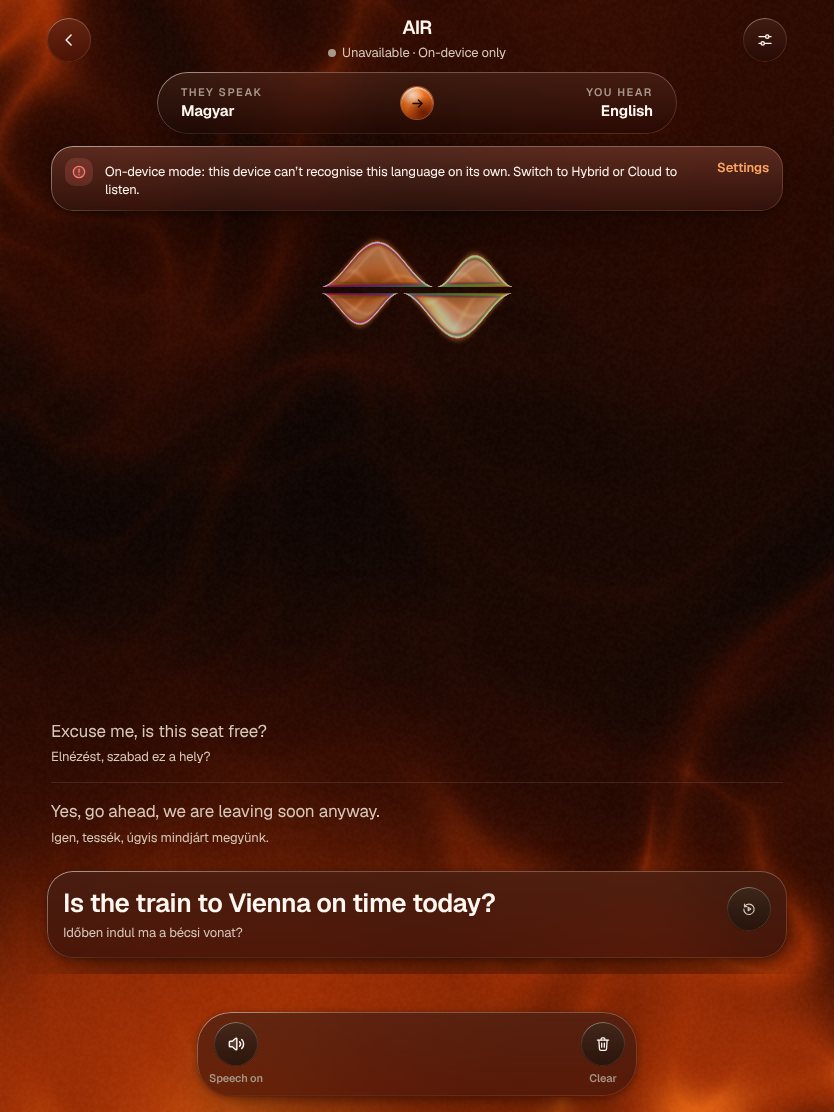 AIR
Unavailable · On-device only
THEY SPEAK
Magyar
YOU HEAR
English
On-device mode: this device can’t recognise this language on its own. Switch to Hybrid or Cloud to
listen.
Settings
Excuse me, is this seat free?
Elnézést, szabad ez a hely?
Yes, go ahead, we are leaving soon anyway.
Igen, tessék, úgyis mindjárt megyünk.
Is the train to Vienna on time today?
Időben indul ma a bécsi vonat?
Speech on
Clear